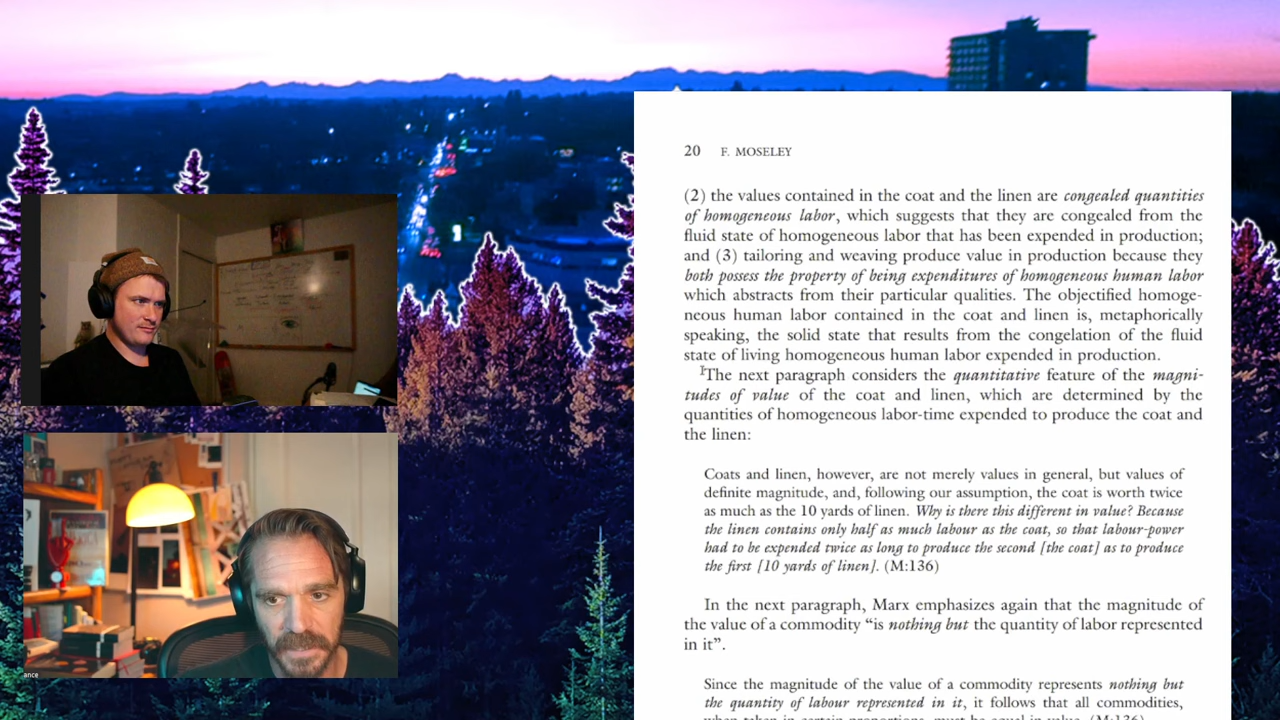 20 F. MOSELEY
(2) the values contained in the coat and the linen are congealed quantities
of homogeneous labor, which suggests that they are congealed from the
fluid state of homogeneous labor that has been expended in production;
and (3) tailoring and weaving produce value in production because they
both possess the property of being expenditures of homogeneous human labor
which abstracts from their particular qualities. The objectified homoge-
neous human labor contained in the coat and linen is, metaphorically
speaking, the solid state that results from the congelation of the fluid
state of living homogeneous human labor expended in production.
The next paragraph considers the quantitative feature of the magni-
tudes of value of the coat and linen, which are determined by the
quantities of homogeneous labor-time expended to produce the coat and
the linen:
Coats and linen, however, are not merely values in general, but values of
definite magnitude, and, following our assumption, the coat is worth twice
as much as the 10 yards of linen. Why is there this different in value? Because
the linen contains only half as much labour as the coat, so that labour-power
had to be expended twice as long to produce the second [the coat] as to produce
the first [10 yards of linen]. (M:136)
In the next paragraph, Marx emphasizes again that the magnitude of
the value of a commodity “is nothing but the quantity of labor represented
in it”.
Since the magnitude of the value of a commodity represents nothing but
the quantity of labour represented in it, it follows that all commodities,
when taken in certain proportions, must be equal in value. (M:136)
ance